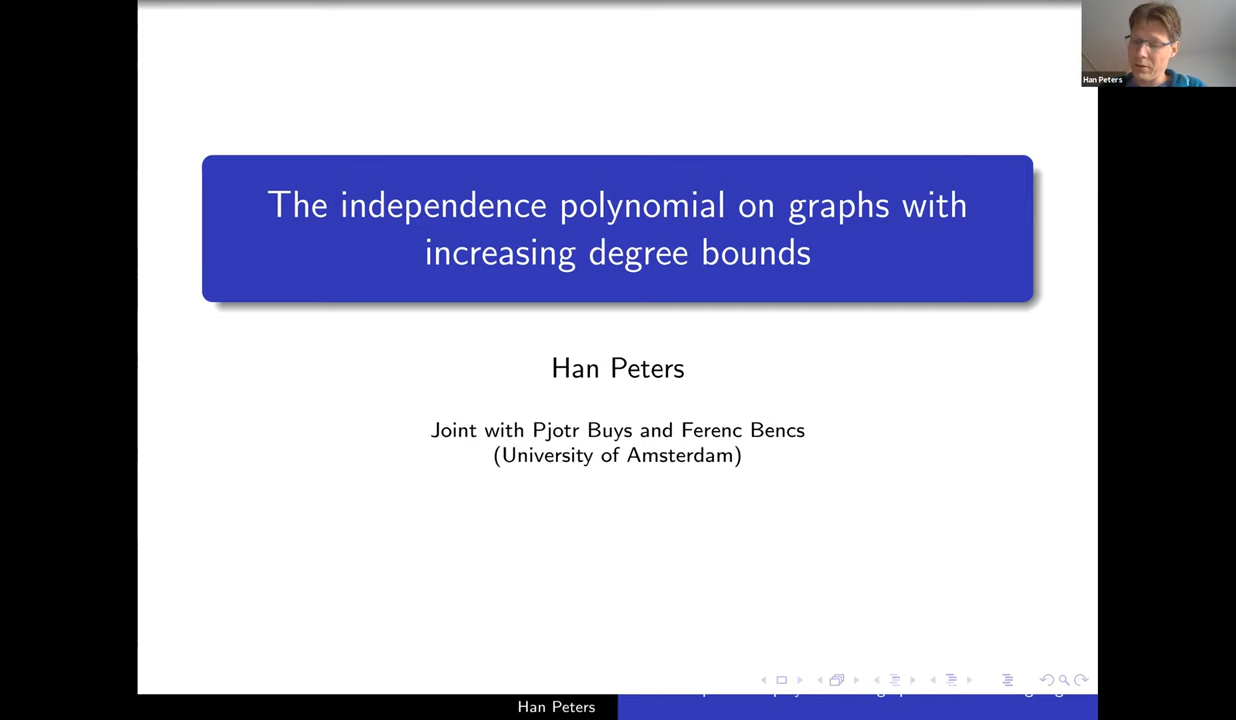 Han Peters
The independence polynomial on graphs with
increasing degree bounds
Han Peters
Joint with Pjotr Buys and Ferenc Bencs
(University of Amsterdam)
Han Peters